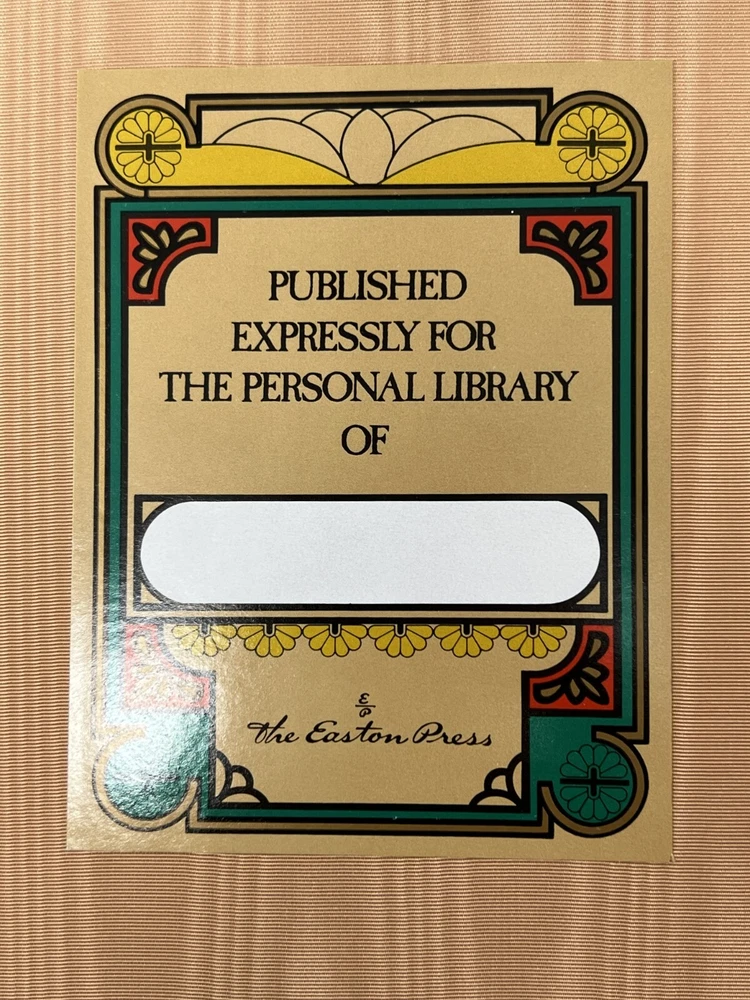 PUBLISHED
EXPRESSLY FOR
THE PERSONAL LIBRARY
OF
E
P
The Easton Press